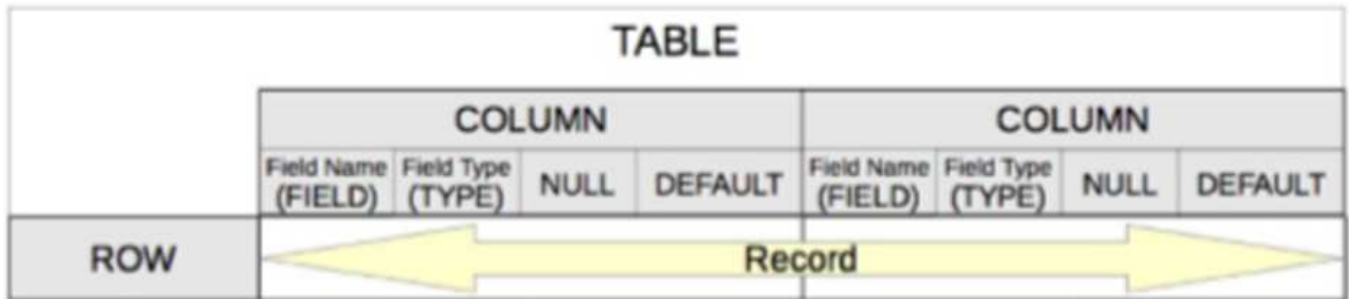 TABLE
COLUMN COLUMN
Field Name (FIELD) Field Type (TYPE) NULL DEFAULT Field Name (FIELD) Field Type (TYPE) NULL DEFAULT
ROW Record